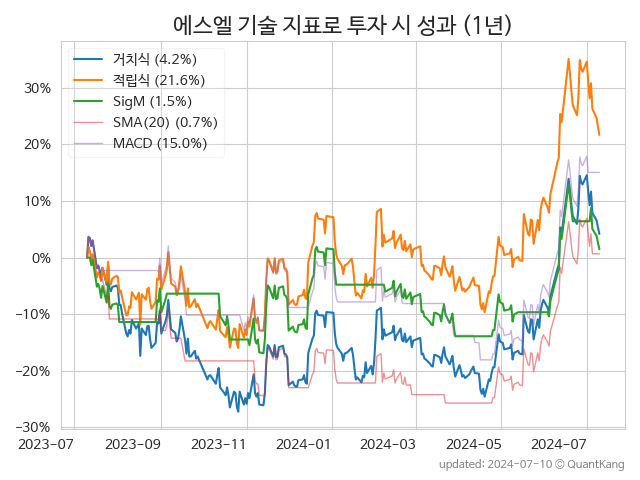 에스엘 기술 지표로 투자 시 성과 (1년)
거치식 (4.2%)
적립식 (21.6%)
SigM (1.5%)
SMA(20) (0.7%)
MACD (15.0%)
30%
20%
10%
0%
−10%
−20%
−30%
2023-07 2023-09 2023-11 2024-01 2024-03 2024-05 2024-07
updated: 2024-07-10 © QuantKang